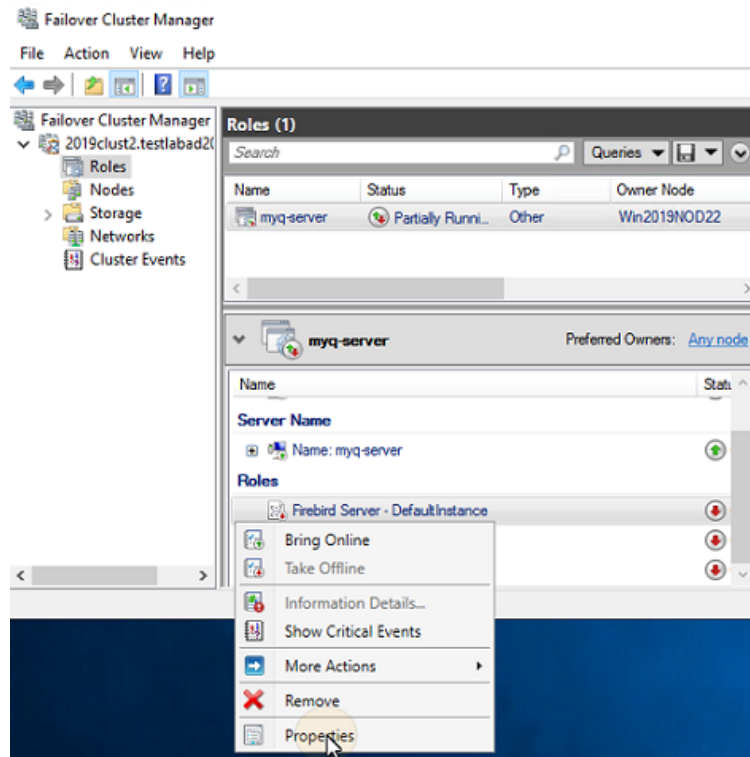 Failover Cluster Manager
File Action View Help
Failover Cluster Manager
2019clust2.testlabad2(
Roles
Nodes
Storage
Networks
Cluster Events
Roles (1)
Search Queries
Name Status Type Owner Node
myq-server Partially Runni... Other Win2019NOD22
myq-server Preferred Owners: Any node
Name Statu
Server Name
Name: myq-server
Roles
Firebird Server - DefaultInstance
Bring Online
Take Offline
Information Details...
Show Critical Events
More Actions
Remove
Properties